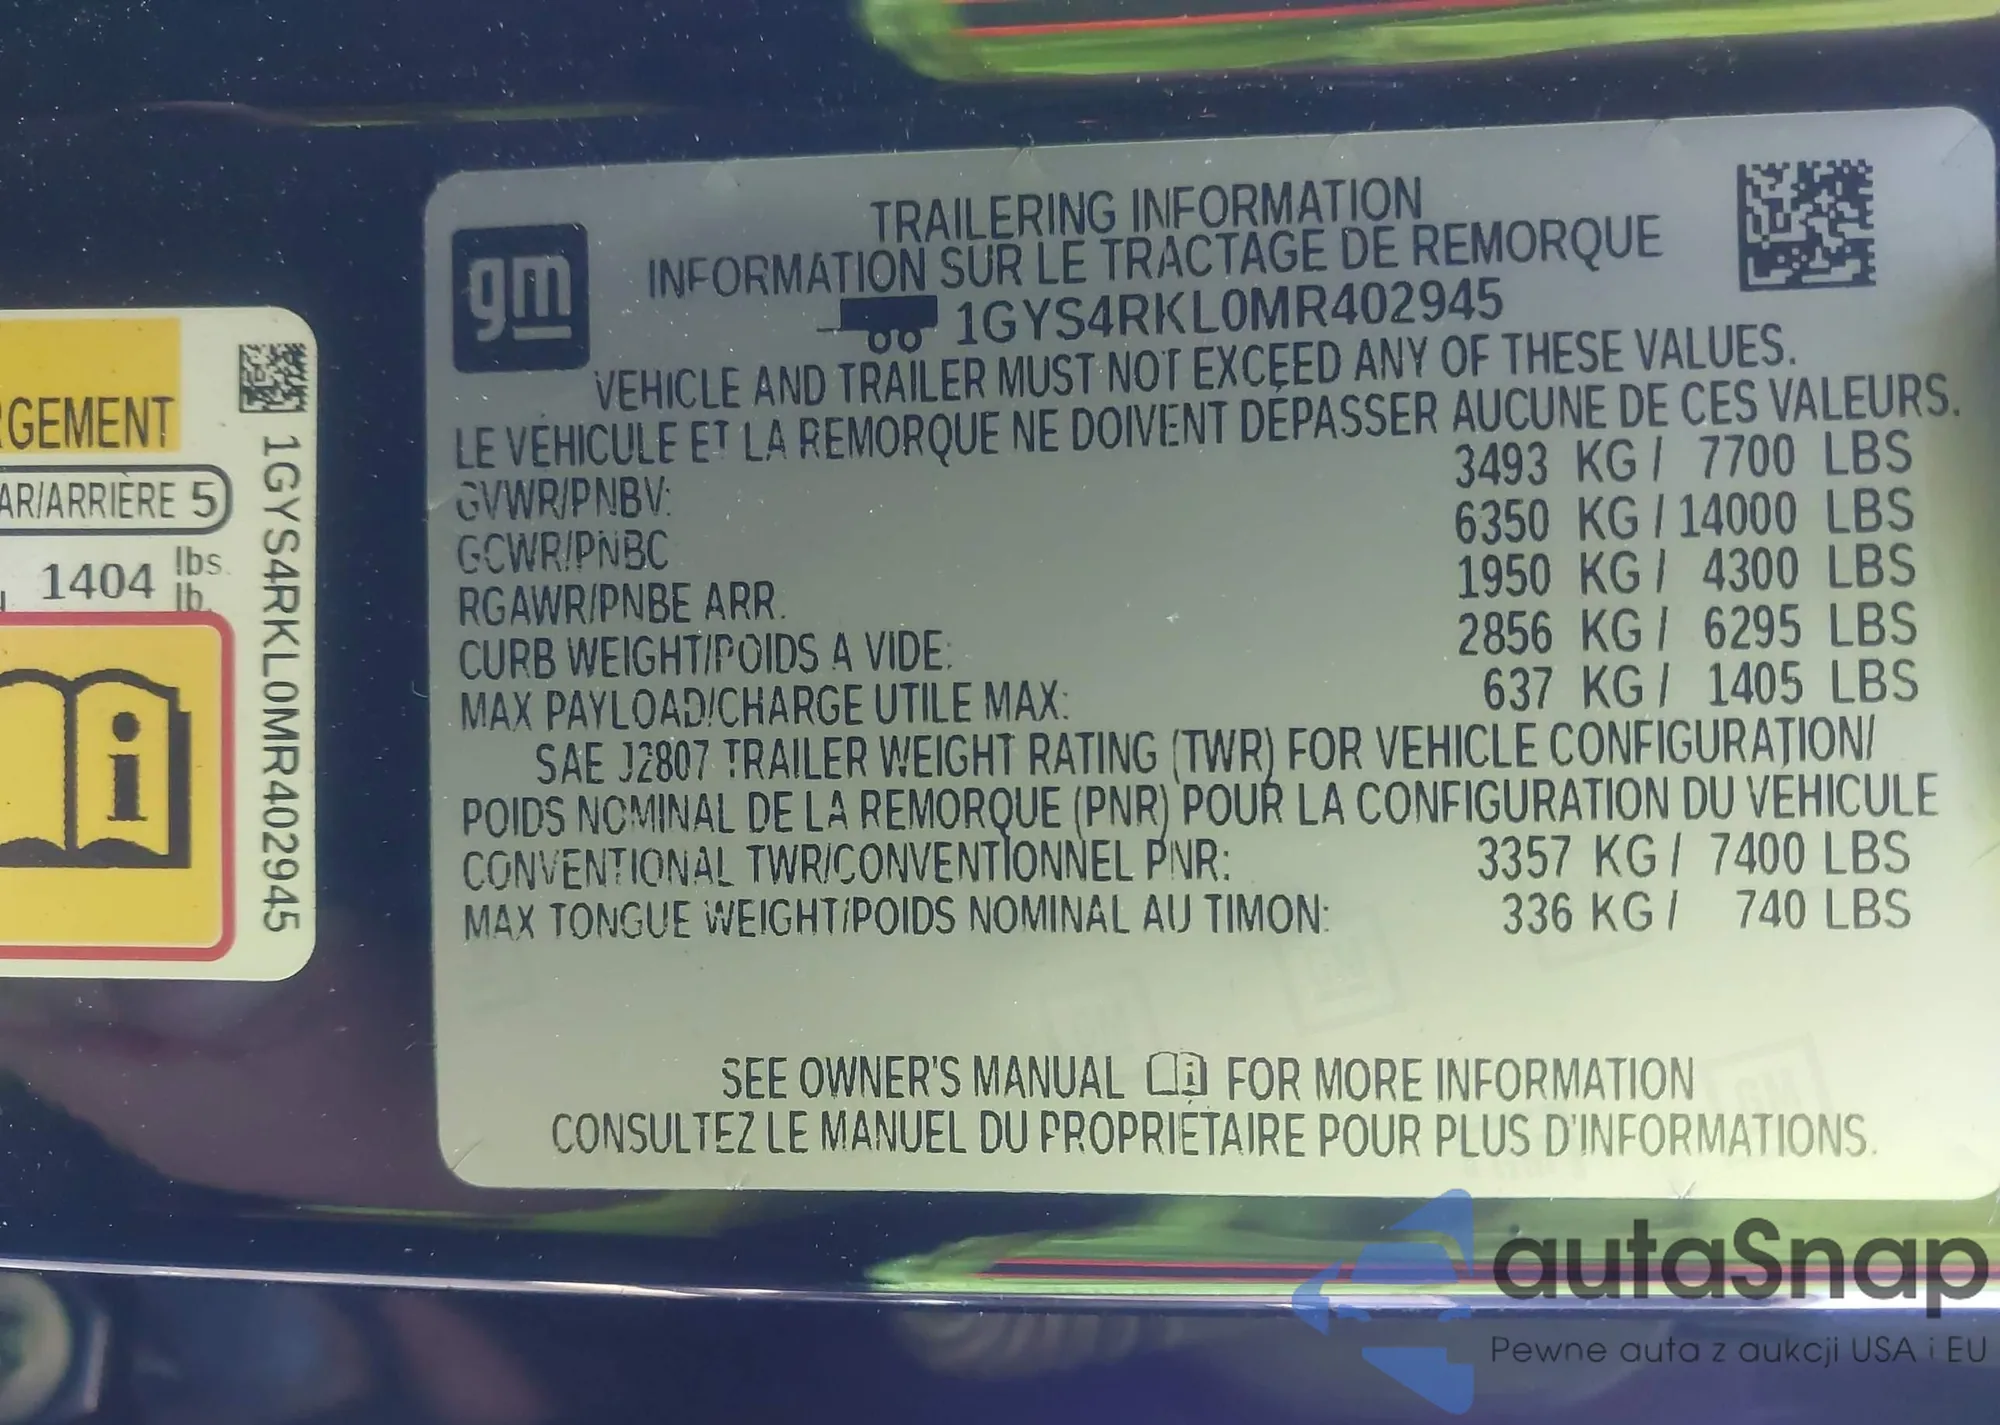 RGEMENT
AR/ARRIÈRE 5
1404 lbs.
lb.
1GYS4RKL0MR402945
gm
TRAILERING INFORMATION
INFORMATION SUR LE TRACTAGE DE REMORQUE
1GYS4RKL0MR402945
VEHICLE AND TRAILER MUST NOT EXCEED ANY OF THESE VALUES.
LE VÉHICULE ET LA REMORQUE NE DOIVENT DÉPASSER AUCUNE DE CES VALEURS.
GVWR/PNBV: 3493 KG / 7700 LBS
GCWR/PNBC 6350 KG / 14000 LBS
RGAWR/PNBE ARR. 1950 KG / 4300 LBS
CURB WEIGHT/POIDS A VIDE: 2856 KG / 6295 LBS
MAX PAYLOAD/CHARGE UTILE MAX: 637 KG / 1405 LBS
SAE J2807 TRAILER WEIGHT RATING (TWR) FOR VEHICLE CONFIGURATION/
POIDS NOMINAL DE LA REMORQUE (PNR) POUR LA CONFIGURATION DU VÉHICULE
CONVENTIONAL TWR/CONVENTIONNEL PNR: 3357 KG / 7400 LBS
MAX TONGUE WEIGHT/POIDS NOMINAL AU TIMON: 336 KG / 740 LBS
SEE OWNER'S MANUAL FOR MORE INFORMATION
CONSULTEZ LE MANUEL DU PROPRIÉTAIRE POUR PLUS D'INFORMATIONS.
autaSnap
Pewne auta z aukcji USA i EU